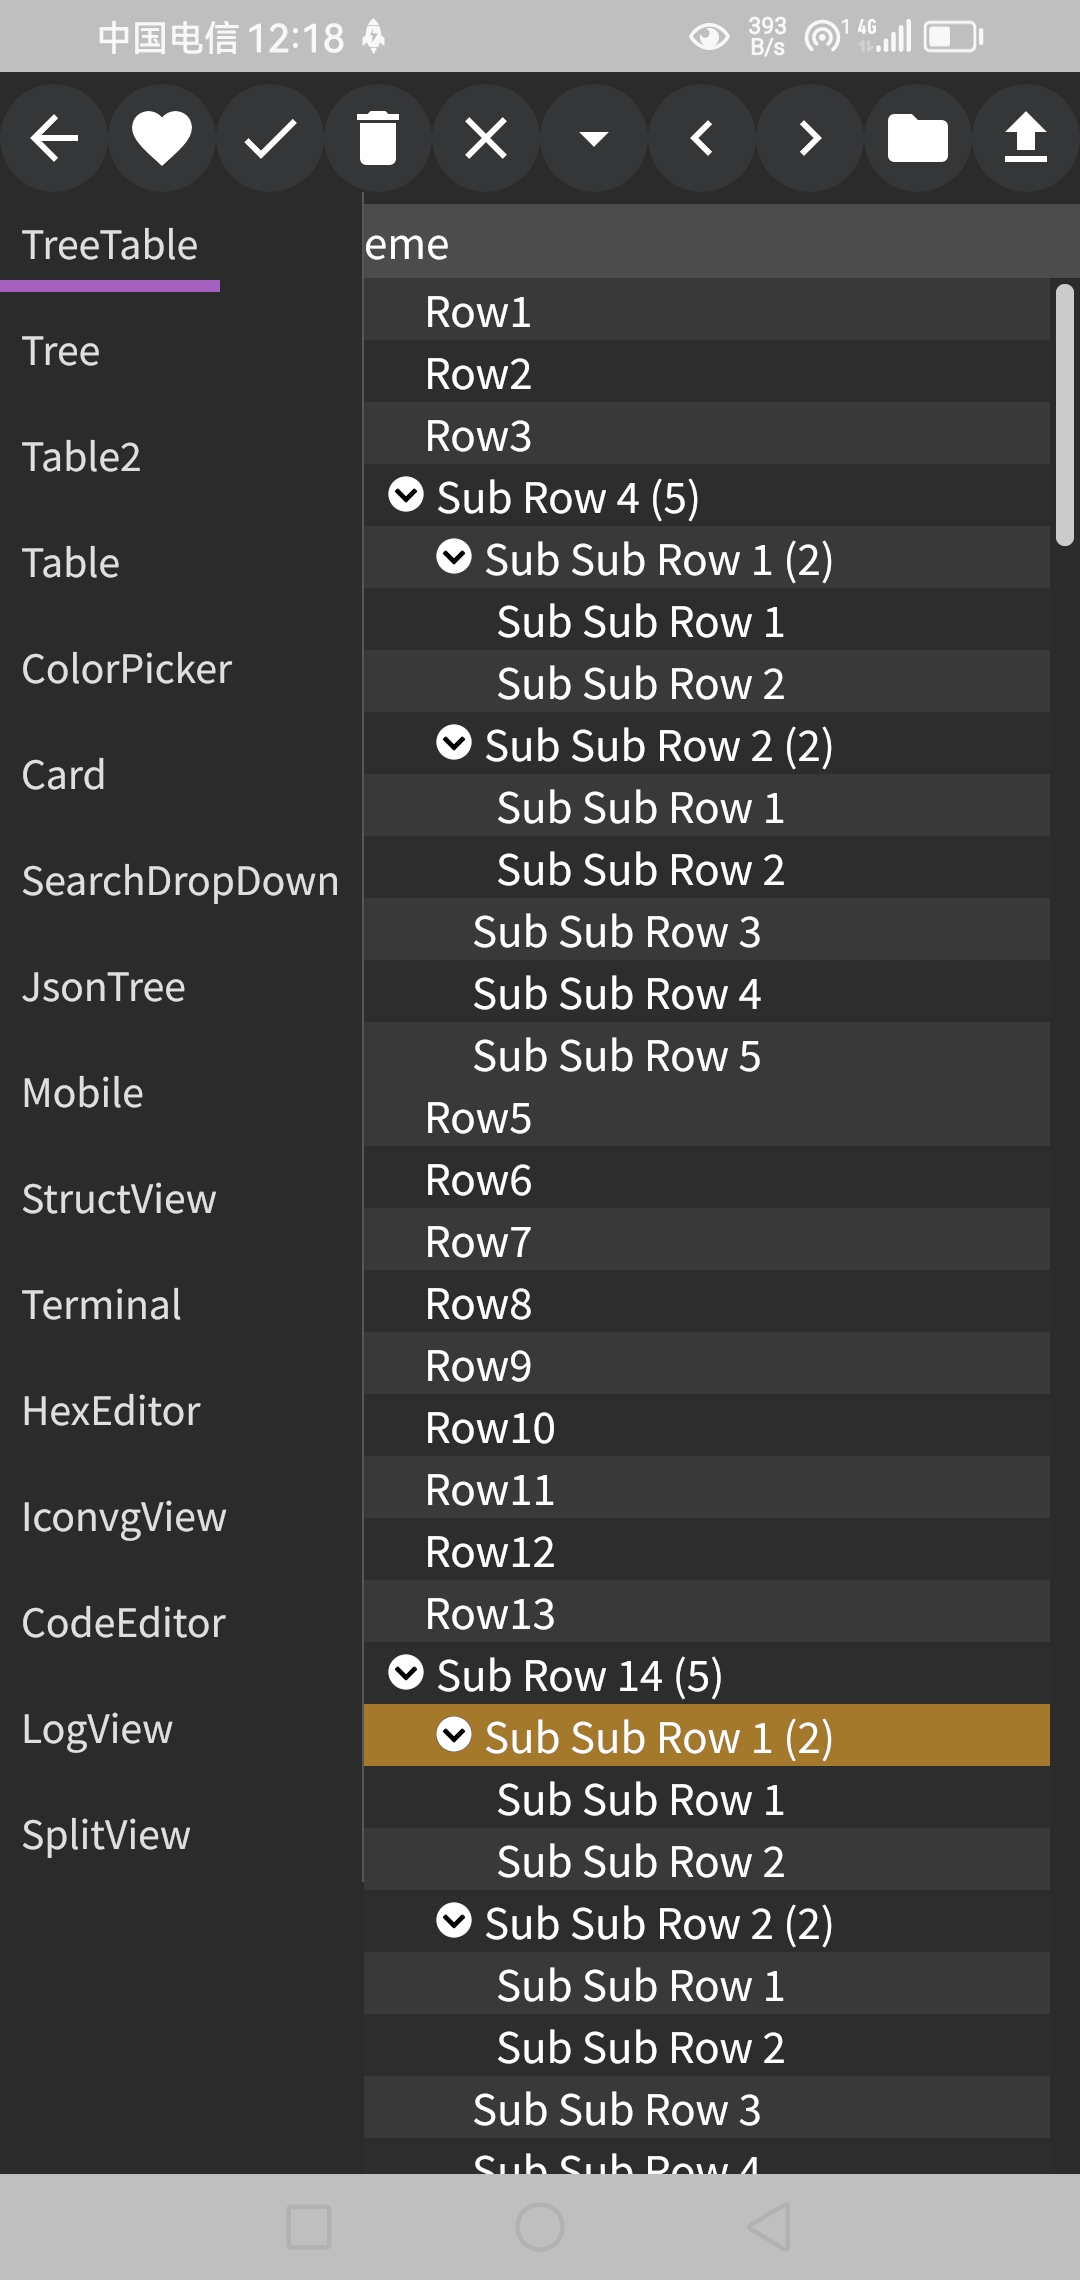 中国电信 12:18
393 B/s
1 4G
TreeTable
Tree
Table2
Table
ColorPicker
Card
SearchDropDown
JsonTree
Mobile
StructView
Terminal
HexEditor
IconvgView
CodeEditor
LogView
SplitView
eme
Row1
Row2
Row3
Sub Row 4 (5)
Sub Sub Row 1 (2)
Sub Sub Row 1
Sub Sub Row 2
Sub Sub Row 2 (2)
Sub Sub Row 1
Sub Sub Row 2
Sub Sub Row 3
Sub Sub Row 4
Sub Sub Row 5
Row5
Row6
Row7
Row8
Row9
Row10
Row11
Row12
Row13
Sub Row 14 (5)
Sub Sub Row 1 (2)
Sub Sub Row 1
Sub Sub Row 2
Sub Sub Row 2 (2)
Sub Sub Row 1
Sub Sub Row 2
Sub Sub Row 3
Sub Sub Row 4